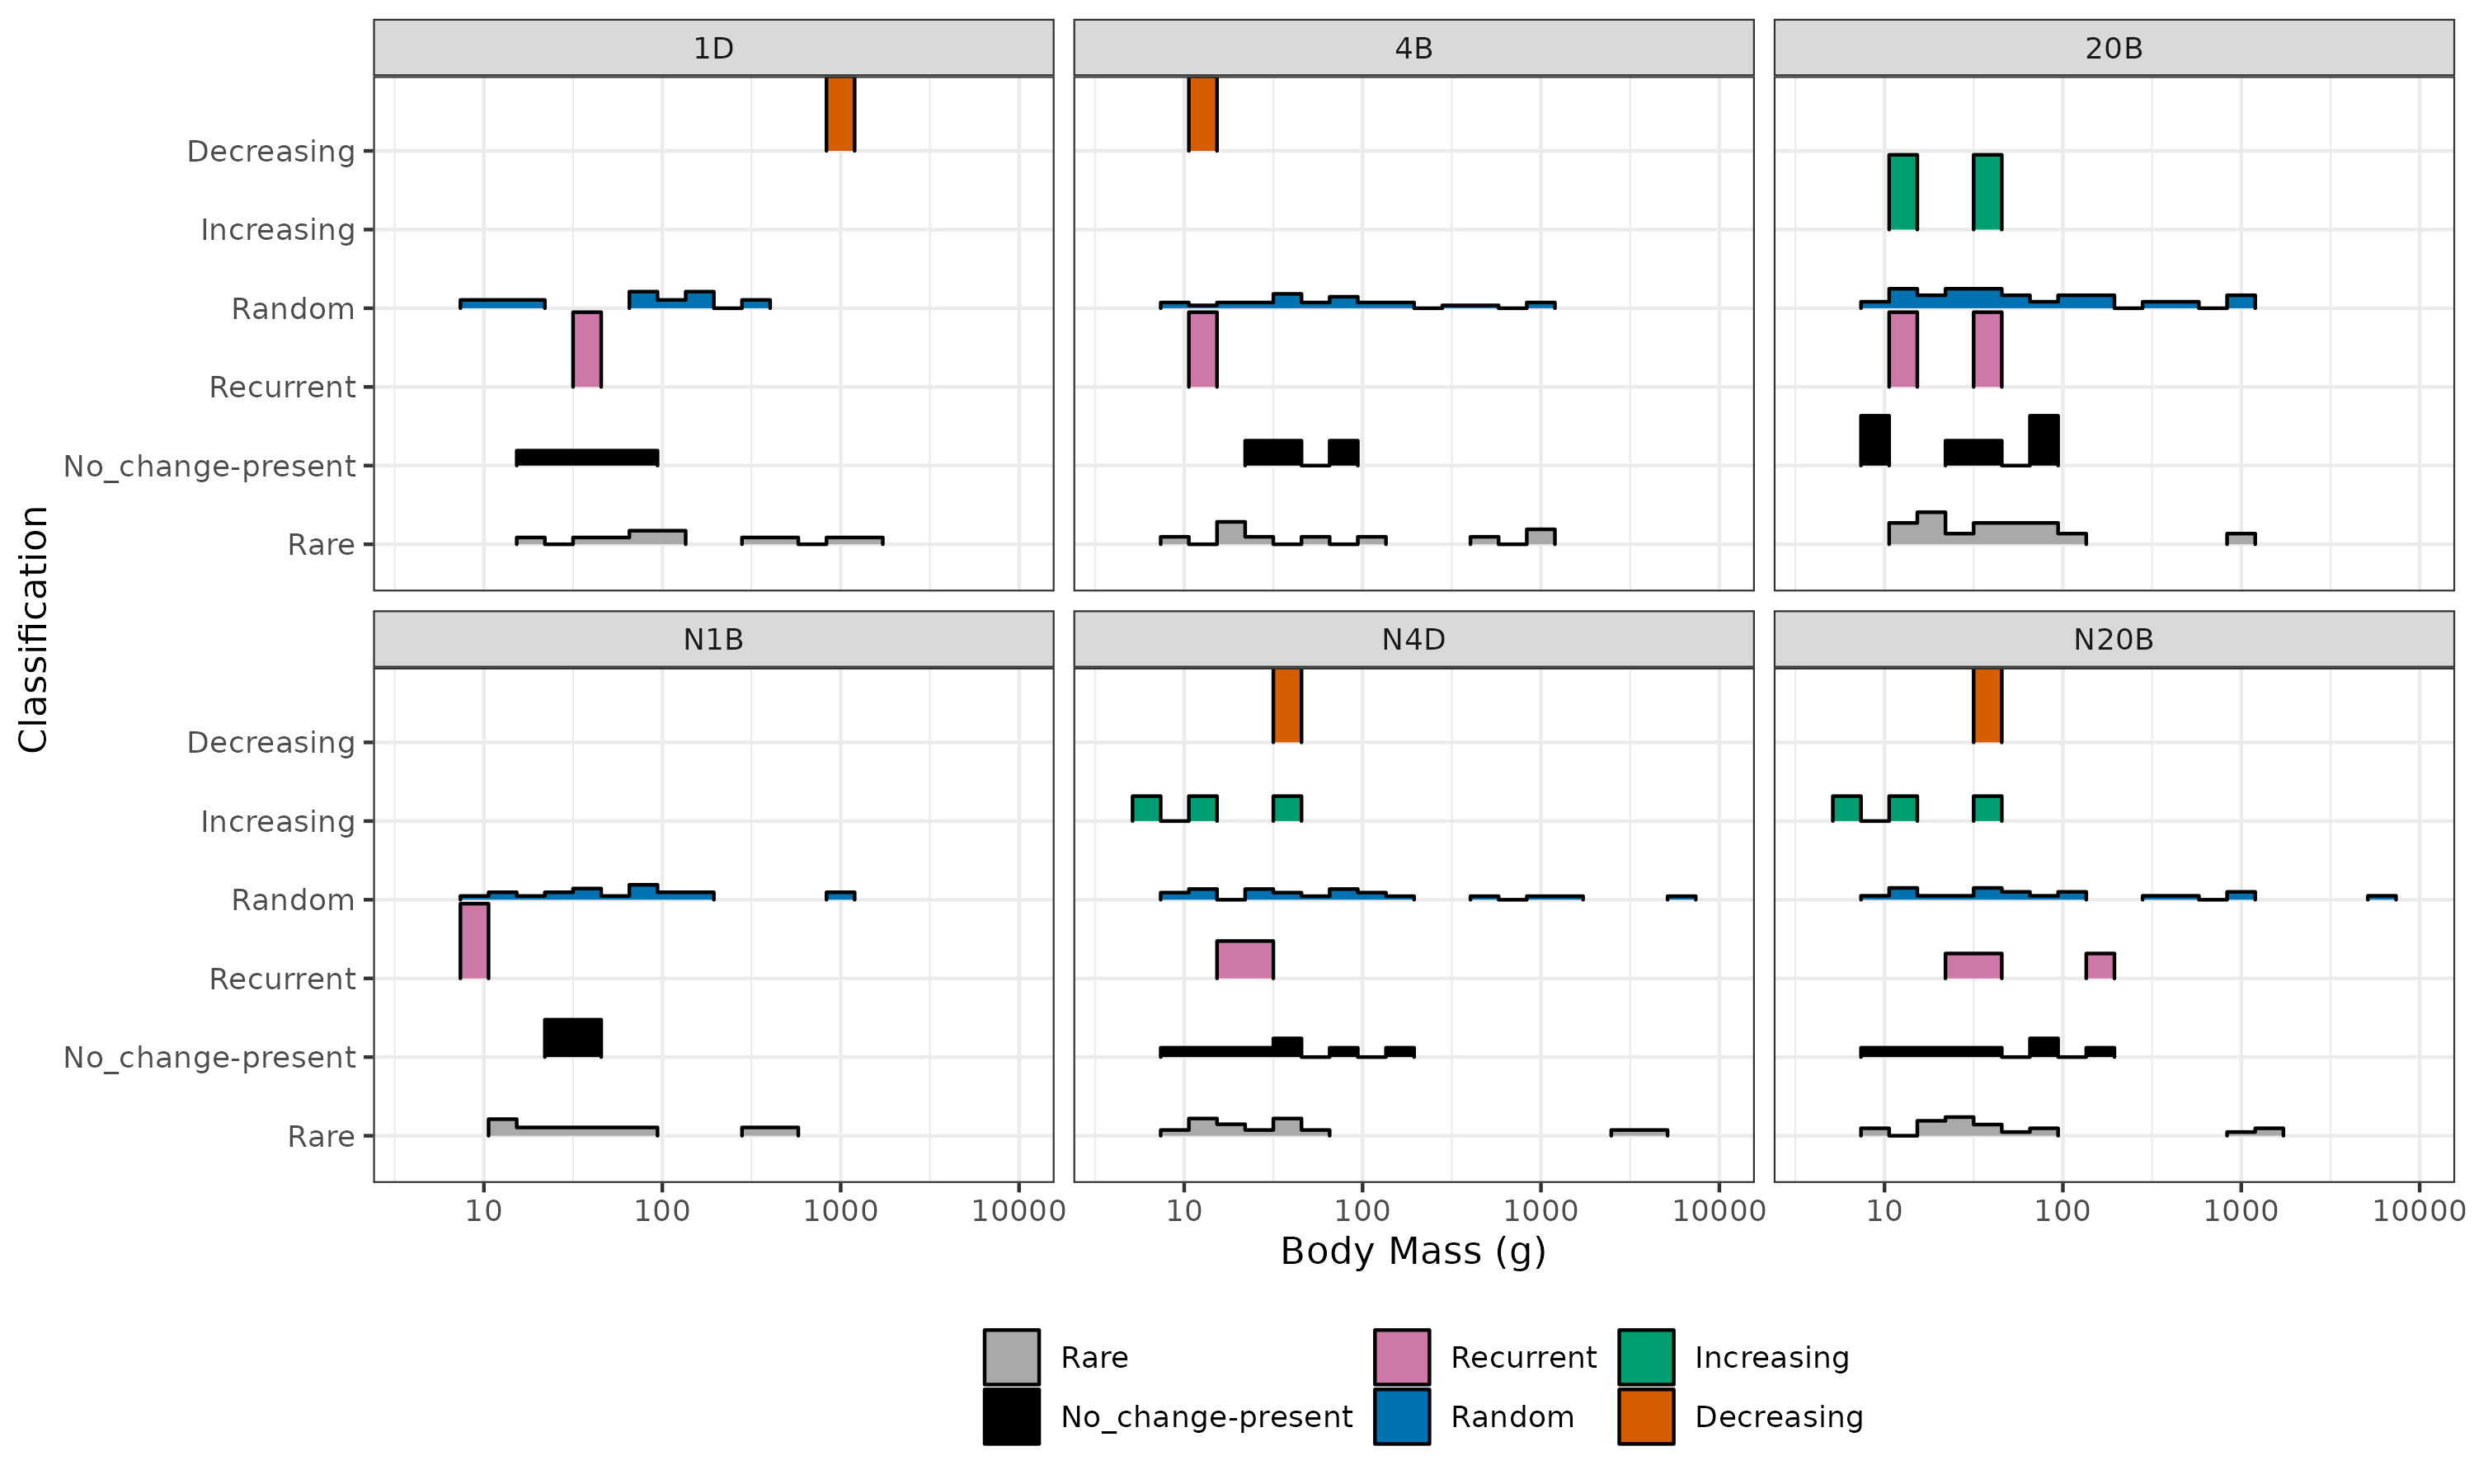 1D
4B
20B
Decreasing
Increasing
Random
Recurrent
No_change-present
Rare
N1B
N4D
N20B
Decreasing
Increasing
Random
Recurrent
No_change-present
Rare
Classification
10 100 1000 10000
10 100 1000 10000
10 100 1000 10000
Body Mass (g)
Rare
Recurrent
Increasing
No_change-present
Random
Decreasing